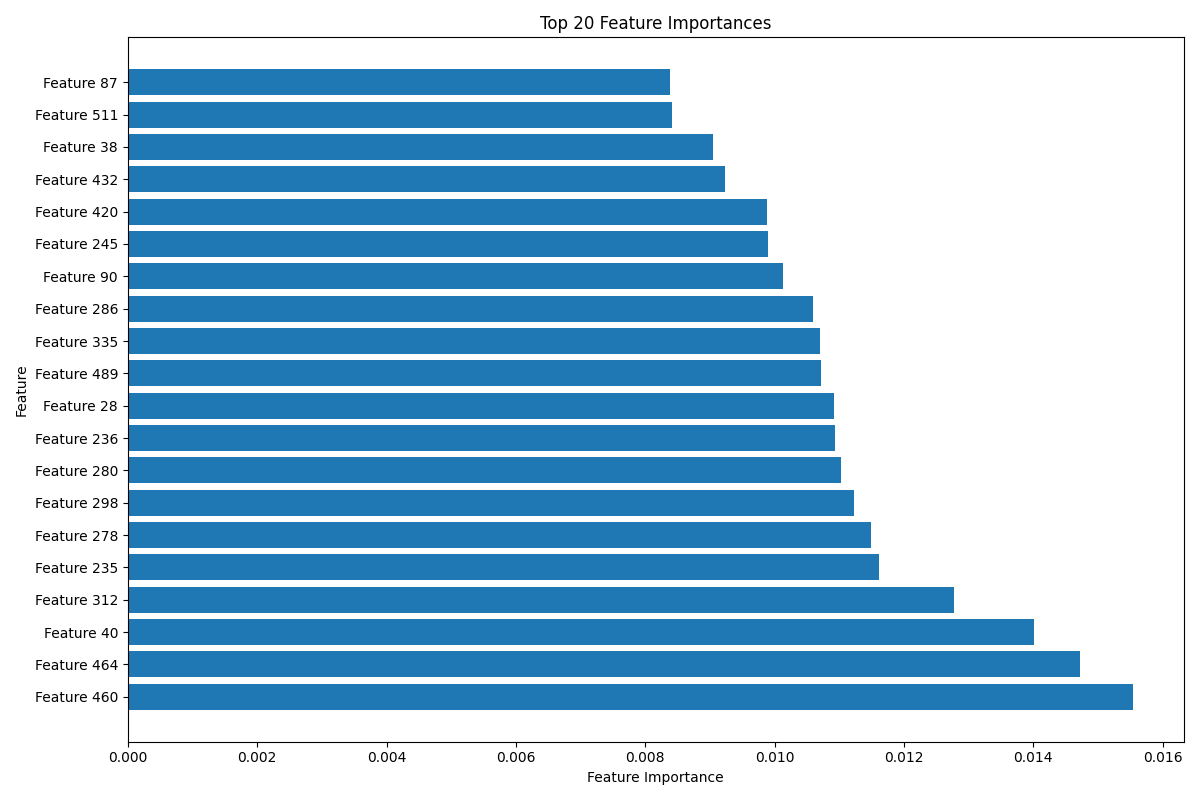 Top 20 Feature Importances
Feature
Feature 87
Feature 511
Feature 38
Feature 432
Feature 420
Feature 245
Feature 90
Feature 286
Feature 335
Feature 489
Feature 28
Feature 236
Feature 280
Feature 298
Feature 278
Feature 235
Feature 312
Feature 40
Feature 464
Feature 460
0.000 0.002 0.004 0.006 0.008 0.010 0.012 0.014 0.016
Feature Importance